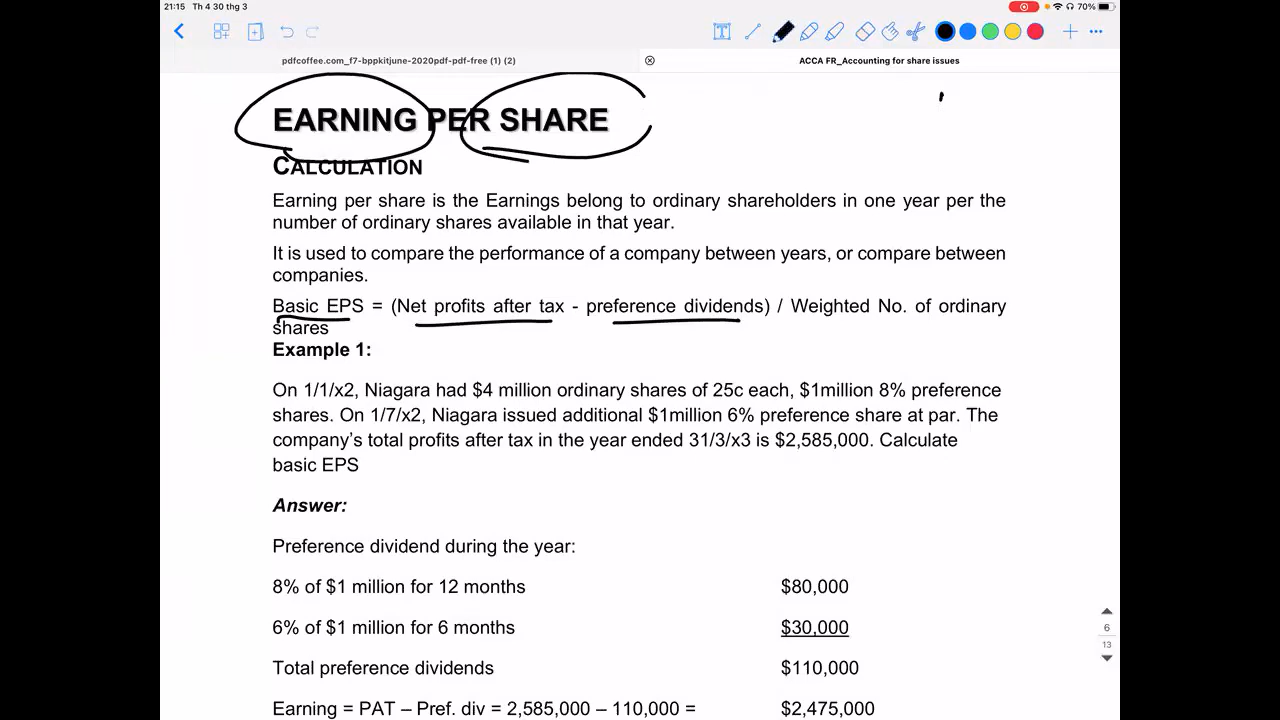 21:15 Th 4 30 thg 3 70%
pdfcoffee.com_f7-bppkitjune-2020pdf-pdf-free (1) (2) ACCA FR_Accounting for share issues
EARNING PER SHARE
CALCULATION
Earning per share is the Earnings belong to ordinary shareholders in one year per the
number of ordinary shares available in that year.
It is used to compare the performance of a company between years, or compare between
companies.
Basic EPS = (Net profits after tax - preference dividends) / Weighted No. of ordinary
shares
Example 1:
On 1/1/x2, Niagara had $4 million ordinary shares of 25c each, $1million 8% preference
shares. On 1/7/x2, Niagara issued additional $1million 6% preference share at par. The
company's total profits after tax in the year ended 31/3/x3 is $2,585,000. Calculate
basic EPS
Answer:
Preference dividend during the year:
8% of $1 million for 12 months $80,000
6% of $1 million for 6 months $30,000
6
13
Total preference dividends $110,000
Earning = PAT – Pref. div = 2,585,000 – 110,000 = $2,475,000